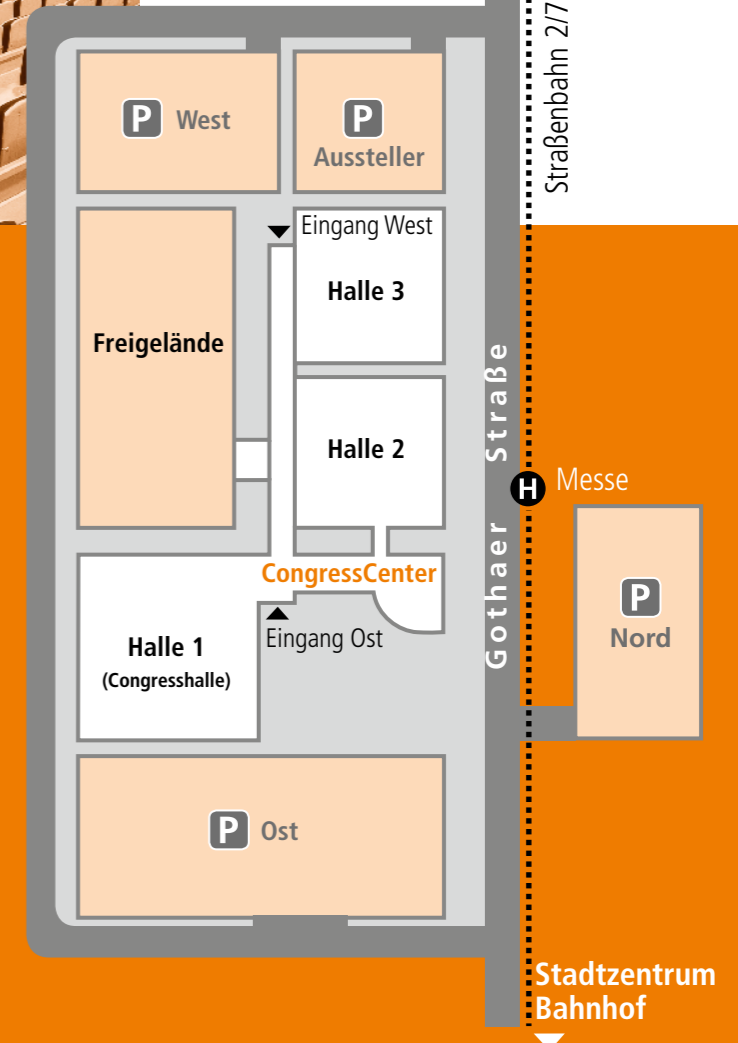 Straßenbahn 2/7
P West
P
Aussteller
Eingang West
Halle 3
Freigelände
Halle 2
Gothaer Straße
H Messe
CongressCenter
Eingang Ost
Halle 1
(Congresshalle)
P
Nord
P Ost
Stadtzentrum
Bahnhof